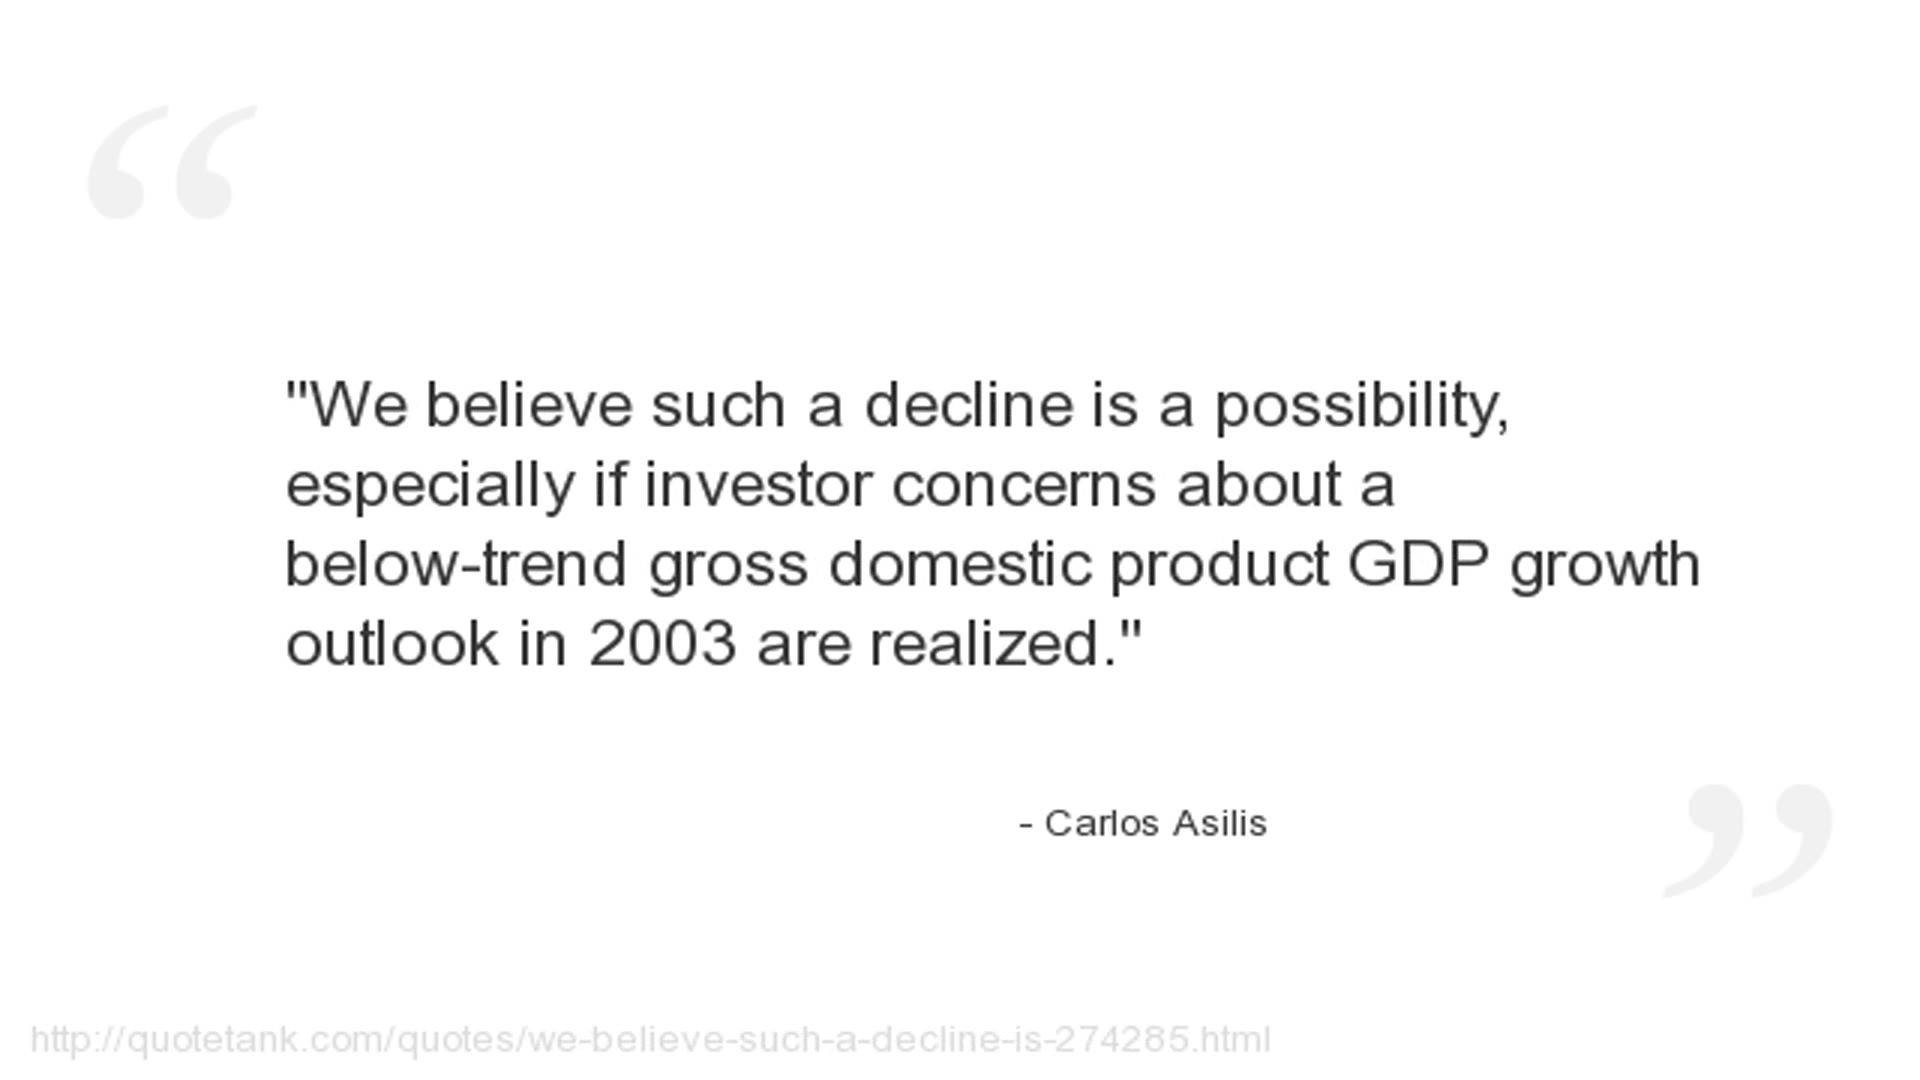 "We believe such a decline is a possibility,
especially if investor concerns about a
below-trend gross domestic product GDP growth
outlook in 2003 are realized."
- Carlos Asilis
http://quotetank.com/quotes/we-believe-such-a-decline-is-274285.html